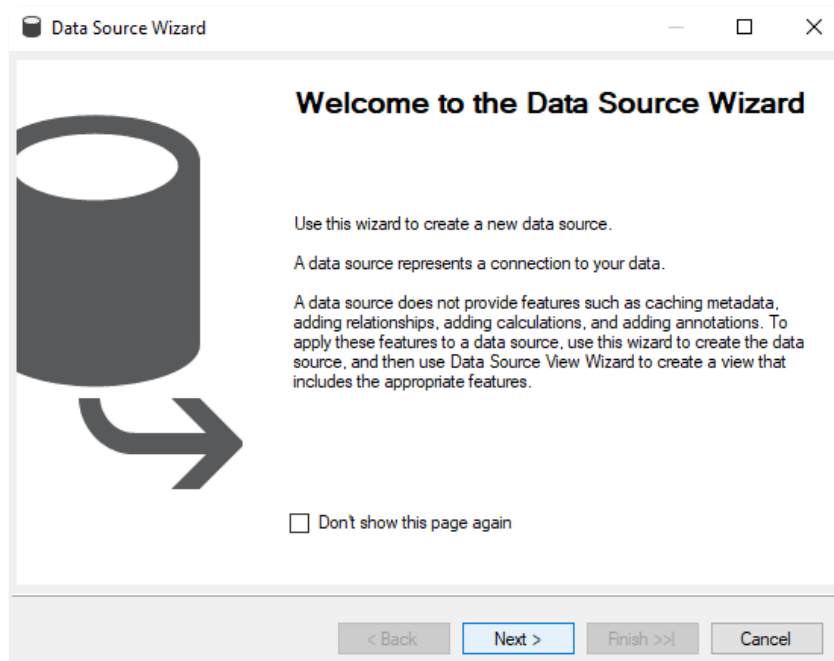 Data Source Wizard
Welcome to the Data Source Wizard
Use this wizard to create a new data source.
A data source represents a connection to your data.
A data source does not provide features such as caching metadata,
adding relationships, adding calculations, and adding annotations. To
apply these features to a data source, use this wizard to create the data
source, and then use Data Source View Wizard to create a view that
includes the appropriate features.
Don't show this page again
< Back Next > Finish >>| Cancel